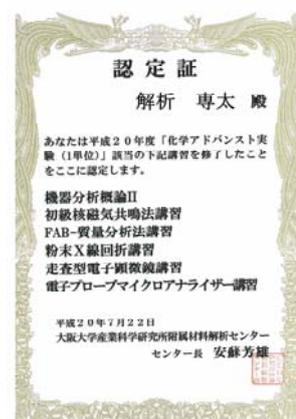 認定証
解析 専太 殿
あなたは平成20年度『化学アドバンスト実
験(1単位)』該当の下記講習を修了したこと
をここに認定します。
機器分析概論II
初級核磁気共鳴法講習
FAB-質量分析法講習
粉末X線回折講習
走査型電子顕微鏡講習
電子プローブマイクロアナライザー講習
平成20年7月22日
大阪大学産業科学研究所附属材料解析センター
センター長 安蘇芳雄